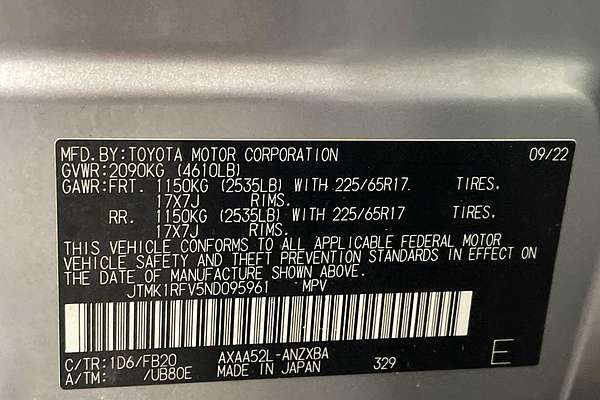 MFD.BY:TOYOTA MOTOR CORPORATION 09/22
GVWR:2090KG (4610LB)
GAWR:FRT. 1150KG (2535LB) WITH 225/65R17 TIRES.
17X7J RIMS.
RR. 1150KG (2535LB) WITH 225/65R17 TIRES.
17X7J RIMS.
THIS VEHICLE CONFORMS TO ALL APPLICABLE FEDERAL MOTOR
VEHICLE SAFETY AND THEFT PREVENTION STANDARDS IN EFFECT ON
THE DATE OF MANUFACTURE SHOWN ABOVE.
JTMK1RFV5ND095961 MPV
C/TR:1D6/FB20 AXAA52L-ANZXBA
A/TM: /UB80E MADE IN JAPAN 329 E